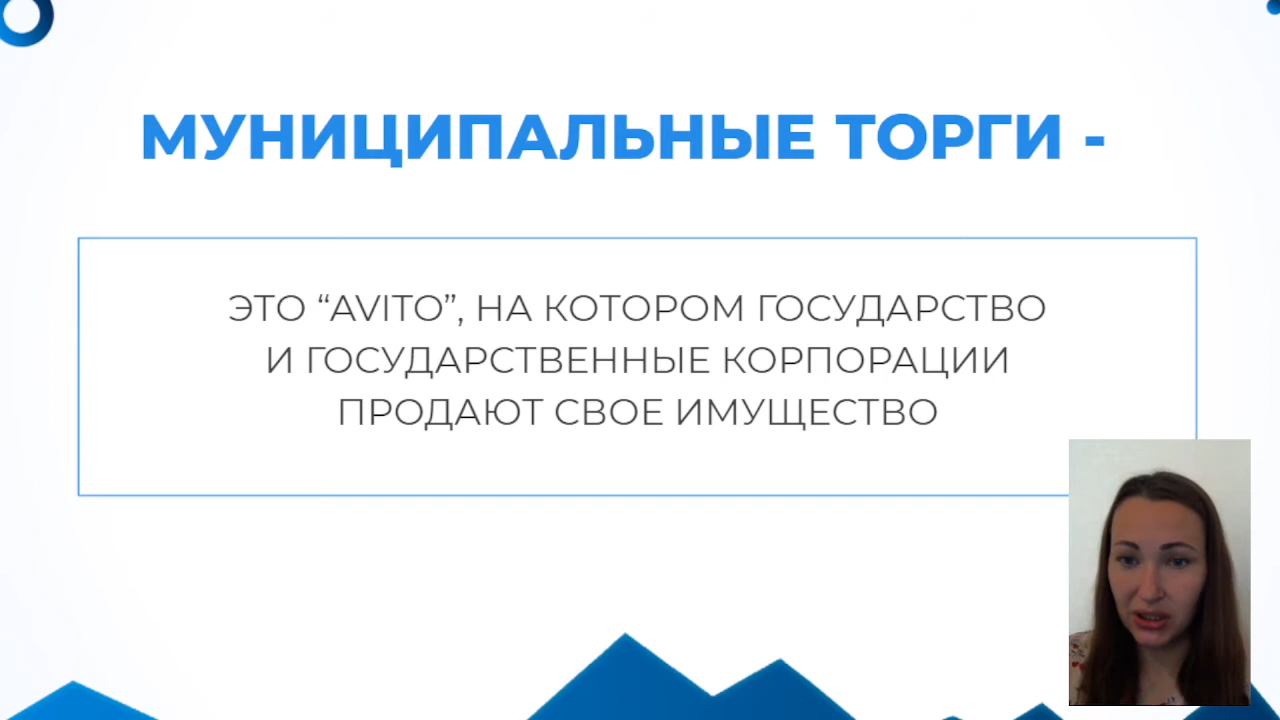 МУНИЦИПАЛЬНЫЕ ТОРГИ -
ЭТО “AVITO”, НА КОТОРОМ ГОСУДАРСТВО
И ГОСУДАРСТВЕННЫЕ КОРПОРАЦИИ
ПРОДАЮТ СВОЕ ИМУЩЕСТВО